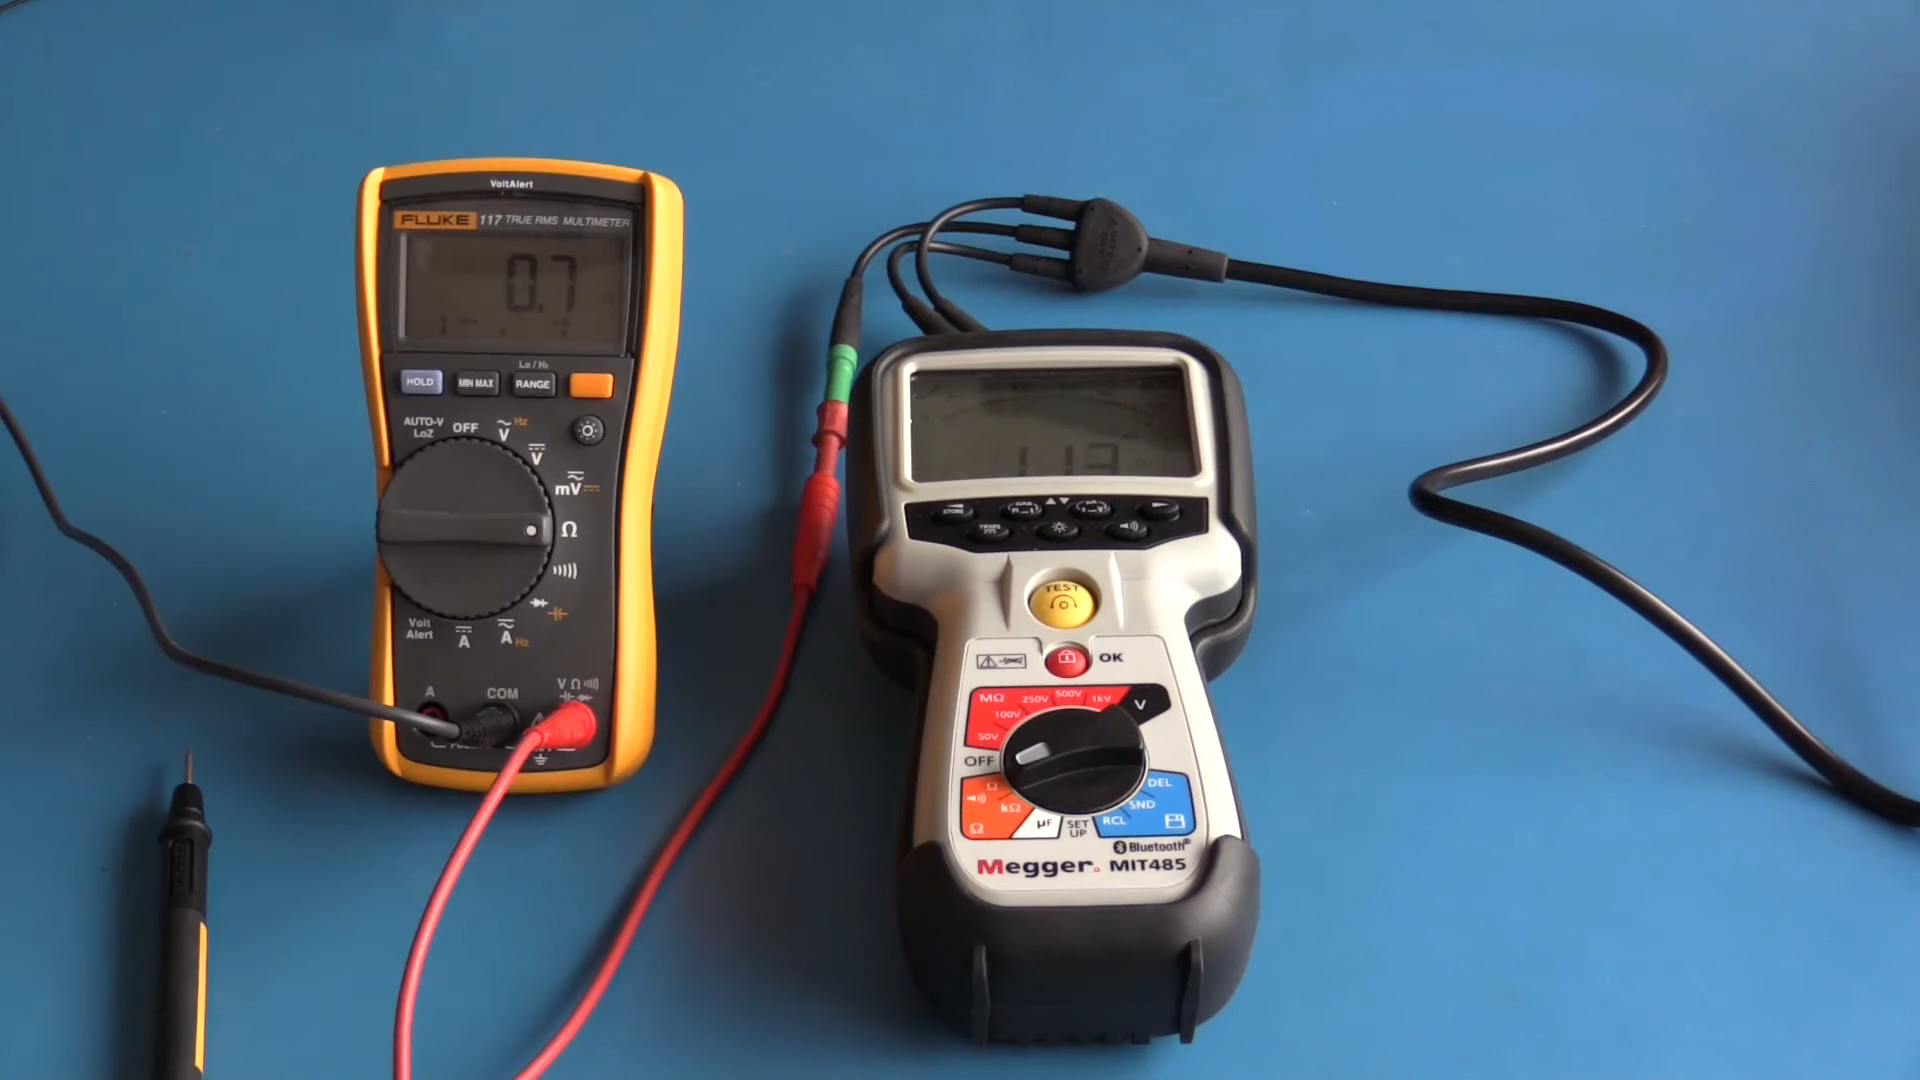 VoltAlert
FLUKE 117 TRUE RMS MULTIMETER
0.7
HOLD
MIN MAX
Lo / Hi
RANGE
AUTO-V
LoZ
OFF
V Hz
V
mV
Ω
Volt
Alert
A
A Hz
A
COM
V Ω
STORE
TEST
OK
MΩ
50V
100V
250V
500V
1kV
V
OFF
Ω
kΩ
Ω
µF
SET
UP
RCL
SND
DEL
Bluetooth®
Megger. MIT485